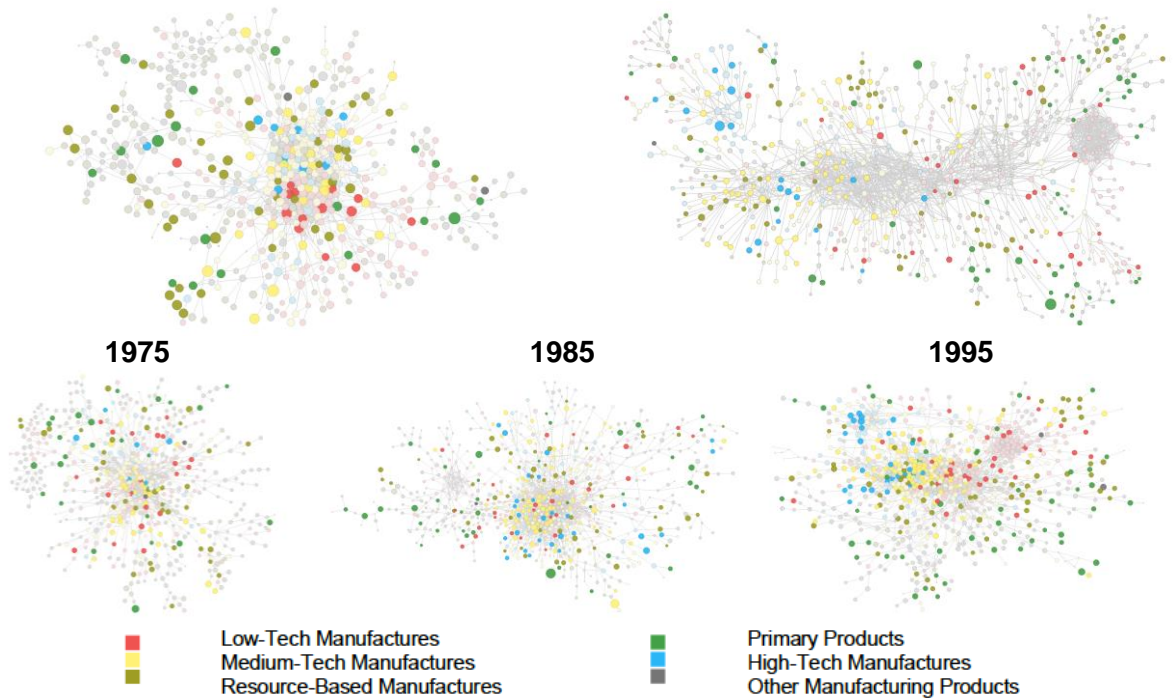 1975
1985
1995
Low-Tech Manufactures
Medium-Tech Manufactures
Resource-Based Manufactures
Primary Products
High-Tech Manufactures
Other Manufacturing Products